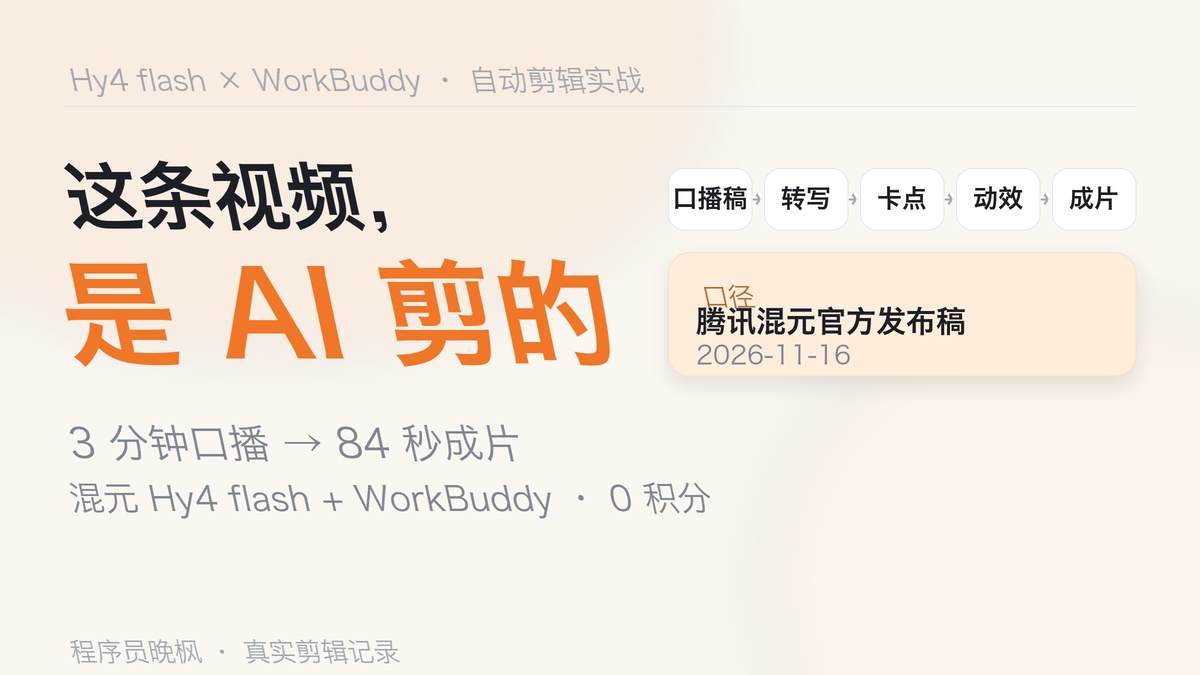 Hy4 flash × WorkBuddy · 自动剪辑实战
这条视频，
是 AI 剪的
3 分钟口播 → 84 秒成片
混元 Hy4 flash + WorkBuddy · 0 积分
口播稿 › 转写 › 卡点 › 动效 › 成片
口径
腾讯混元官方发布稿
2026-11-16
程序员晚枫 · 真实剪辑记录